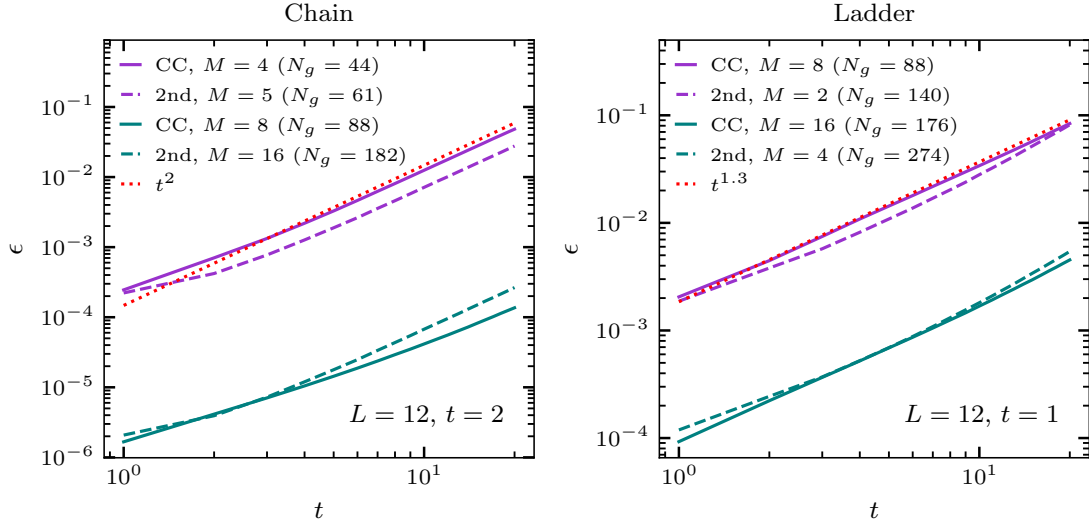 Chain
CC, M = 4 (N_g = 44)
2nd, M = 5 (N_g = 61)
CC, M = 8 (N_g = 88)
2nd, M = 16 (N_g = 182)
t^2
10^{-1}
10^{-2}
10^{-3}
10^{-4}
10^{-5}
10^{-6}
ϵ
L = 12, t = 2
10^0
10^1
t
Ladder
CC, M = 8 (N_g = 88)
2nd, M = 2 (N_g = 140)
CC, M = 16 (N_g = 176)
2nd, M = 4 (N_g = 274)
t^{1.3}
10^{-1}
10^{-2}
10^{-3}
10^{-4}
ϵ
L = 12, t = 1
10^0
10^1
t